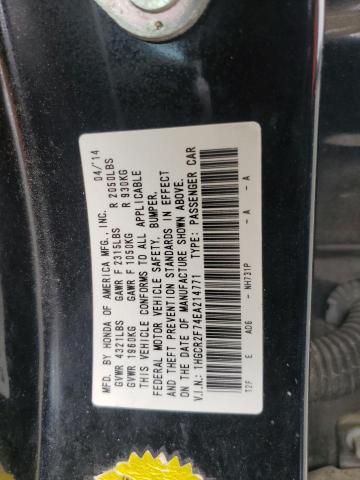 MFD. BY HONDA OF AMERICA MFG., INC. 04/14
GVWR 4321LBS GAWR F 2315LBS R 2050LBS
GVWR 1960KG GAWR F 1050KG R 930KG
THIS VEHICLE CONFORMS TO ALL APPLICABLE
FEDERAL MOTOR VEHICLE SAFETY, BUMPER,
AND THEFT PREVENTION STANDARDS IN EFFECT
ON THE DATE OF MANUFACTURE SHOWN ABOVE.
V.I.N.: 1HGCR2F74EA214771 TYPE: PASSENGER CAR
T2F E AD6 - NH731P - A - A